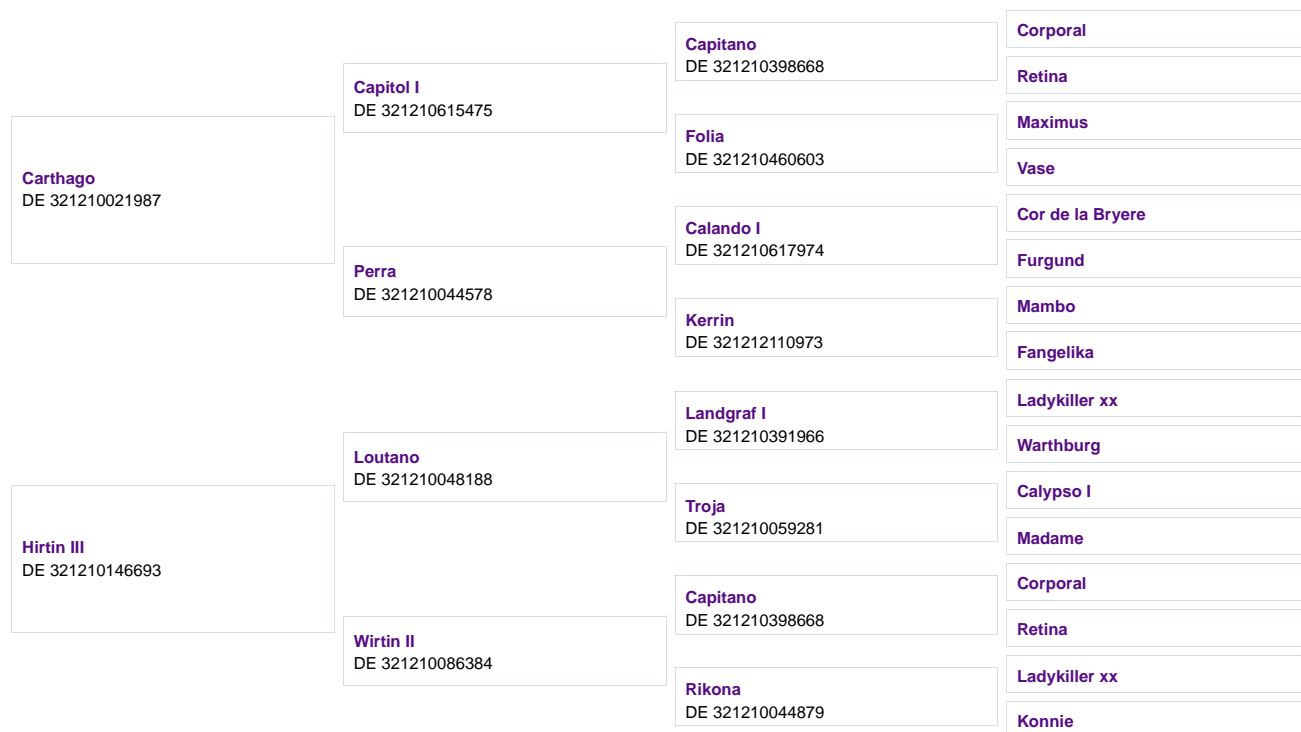 Carthago
DE 321210021987
Hirtin III
DE 321210146693
Capitol I
DE 321210615475
Perra
DE 321210044578
Loutano
DE 321210048188
Wirtin II
DE 321210086384
Capitano
DE 321210398668
Folia
DE 321210460603
Calando I
DE 321210617974
Kerrin
DE 321212110973
Landgraf I
DE 321210391966
Troja
DE 321210059281
Capitano
DE 321210398668
Rikona
DE 321210044879
Corporal
Retina
Maximus
Vase
Cor de la Bryere
Furgund
Mambo
Fangelika
Ladykiller xx
Warthburg
Calypso I
Madame
Corporal
Retina
Ladykiller xx
Konnie